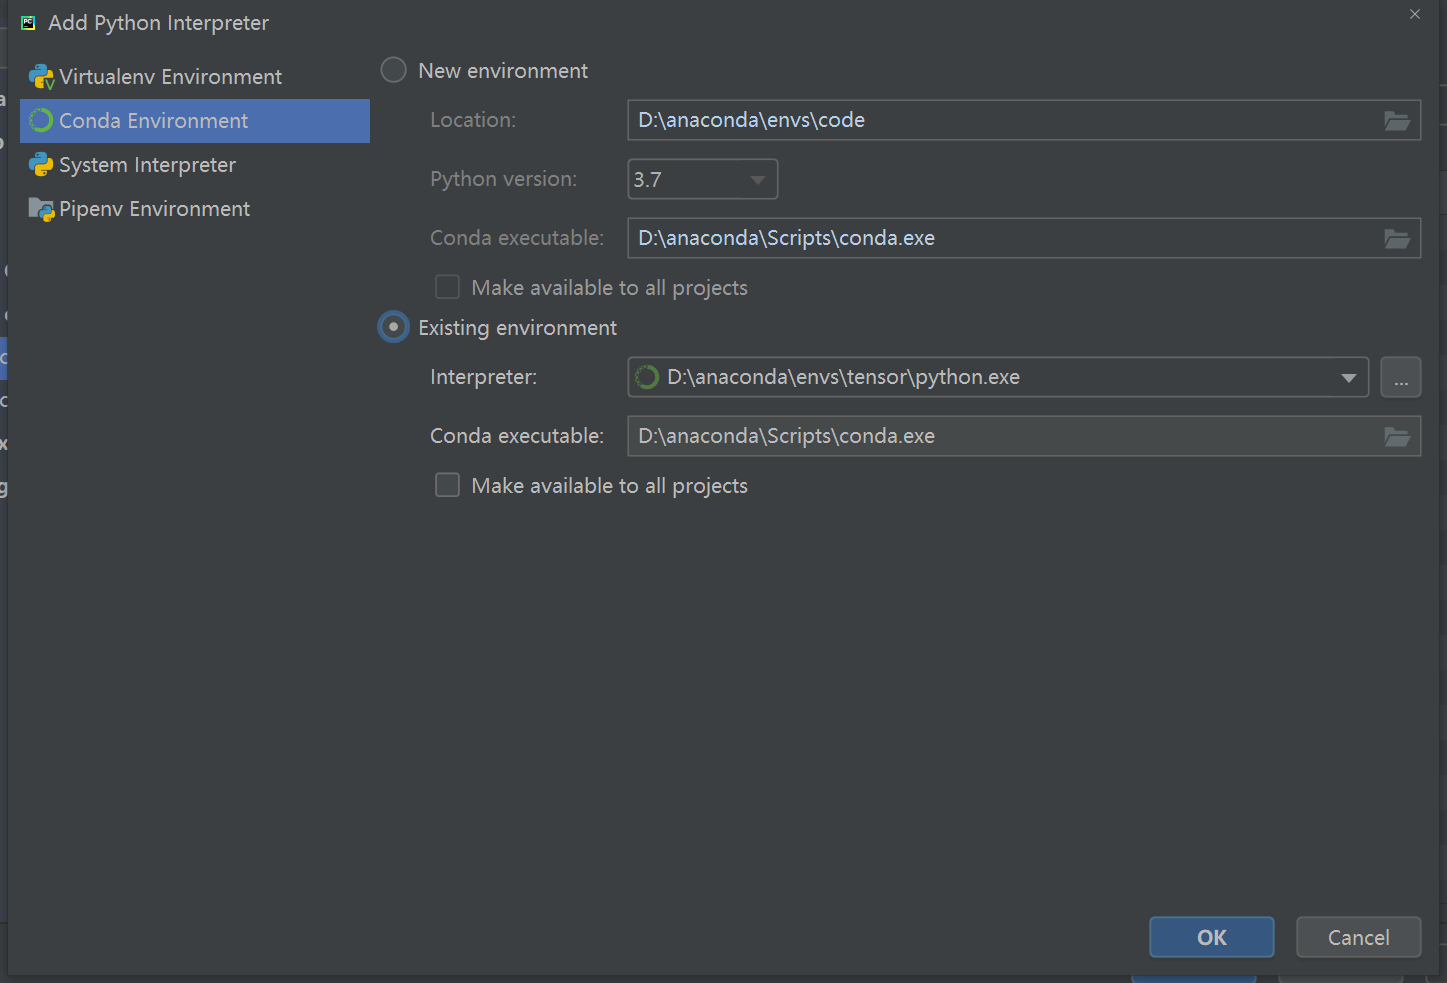 Add Python Interpreter
Virtualenv Environment
Conda Environment
System Interpreter
Pipenv Environment
New environment
Location: D:\anaconda\envs\code
Python version: 3.7
Conda executable: D:\anaconda\Scripts\conda.exe
Make available to all projects
Existing environment
Interpreter: D:\anaconda\envs\tensor\python.exe ...
Conda executable: D:\anaconda\Scripts\conda.exe
Make available to all projects
OK Cancel